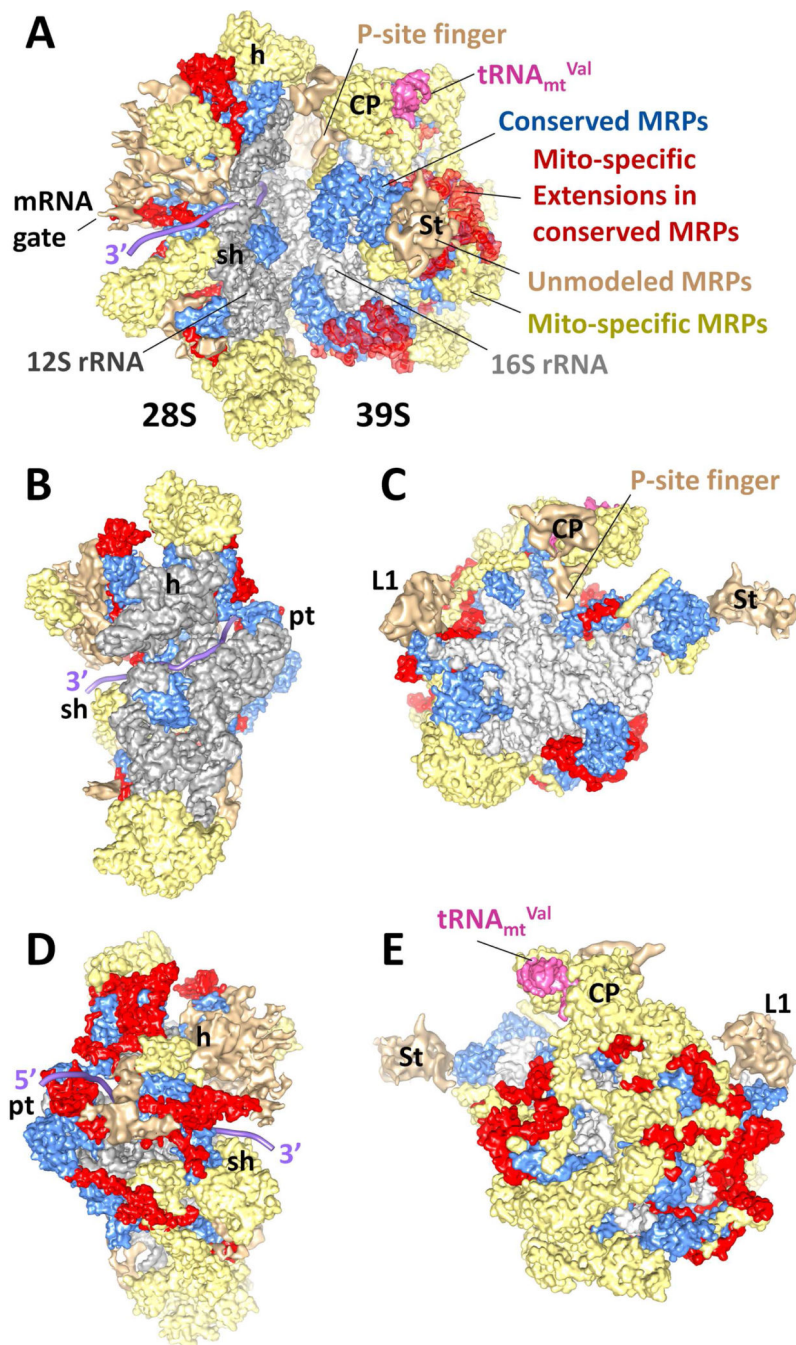 A
h
P-site finger
tRNAmtVal
CP
Conserved MRPs
Mito-specific
Extensions in
conserved MRPs
mRNA
gate
3’
sh
St
Unmodeled MRPs
Mito-specific MRPs
12S rRNA
16S rRNA
28S
39S
B
h
pt
3’
sh
C
P-site finger
CP
L1
St
D
h
5’
pt
sh
3’
E
tRNAmtVal
CP
L1
St